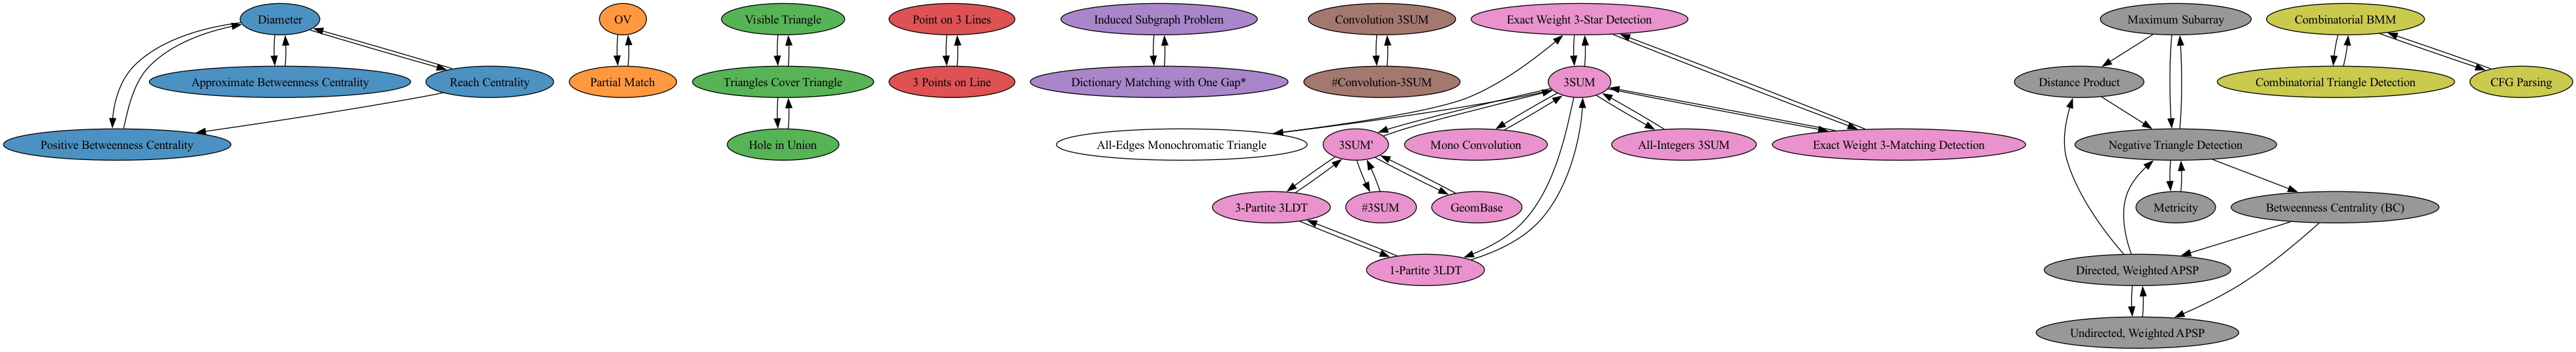 Diameter
OV
Visible Triangle
Point on 3 Lines
Induced Subgraph Problem
Convolution 3SUM
Exact Weight 3-Star Detection
Maximum Subarray
Combinatorial BMM
Approximate Betweenness Centrality
Reach Centrality
Partial Match
Triangles Cover Triangle
3 Points on Line
Dictionary Matching with One Gap*
#Convolution-3SUM
3SUM
Distance Product
Combinatorial Triangle Detection
CFG Parsing
Positive Betweenness Centrality
Hole in Union
All-Edges Monochromatic Triangle
3SUM'
Mono Convolution
All-Integers 3SUM
Exact Weight 3-Matching Detection
Negative Triangle Detection
3-Partite 3LDT
#3SUM
GeomBase
Metricity
Betweenness Centrality (BC)
1-Partite 3LDT
Directed, Weighted APSP
Undirected, Weighted APSP